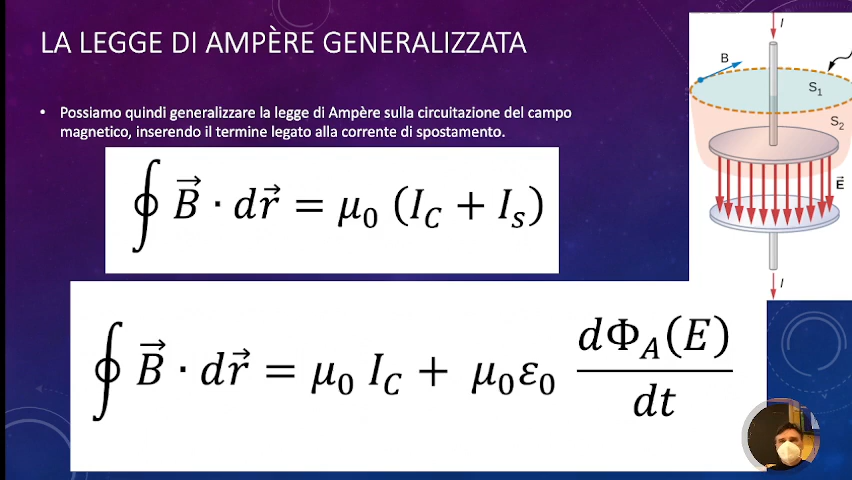 LA LEGGE DI AMPÈRE GENERALIZZATA
• Possiamo quindi generalizzare la legge di Ampère sulla circuitazione del campo
magnetico, inserendo il termine legato alla corrente di spostamento.
∮ B⃗ · dr⃗ = μ₀ (I_C + I_s)
∮ B⃗ · dr⃗ = μ₀ I_C + μ₀ε₀ dΦ_A(E)/dt
I
B
S₁
S₂
E⃗
I